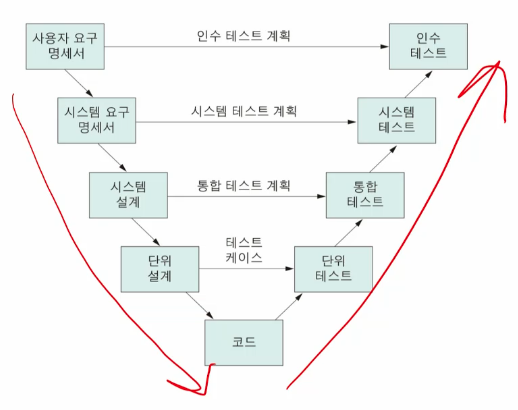 사용자 요구
명세서
인수 테스트 계획
인수
테스트
시스템 요구
명세서
시스템 테스트 계획
시스템
테스트
시스템
설계
통합 테스트 계획
통합
테스트
단위
설계
테스트
케이스
단위
테스트
코드